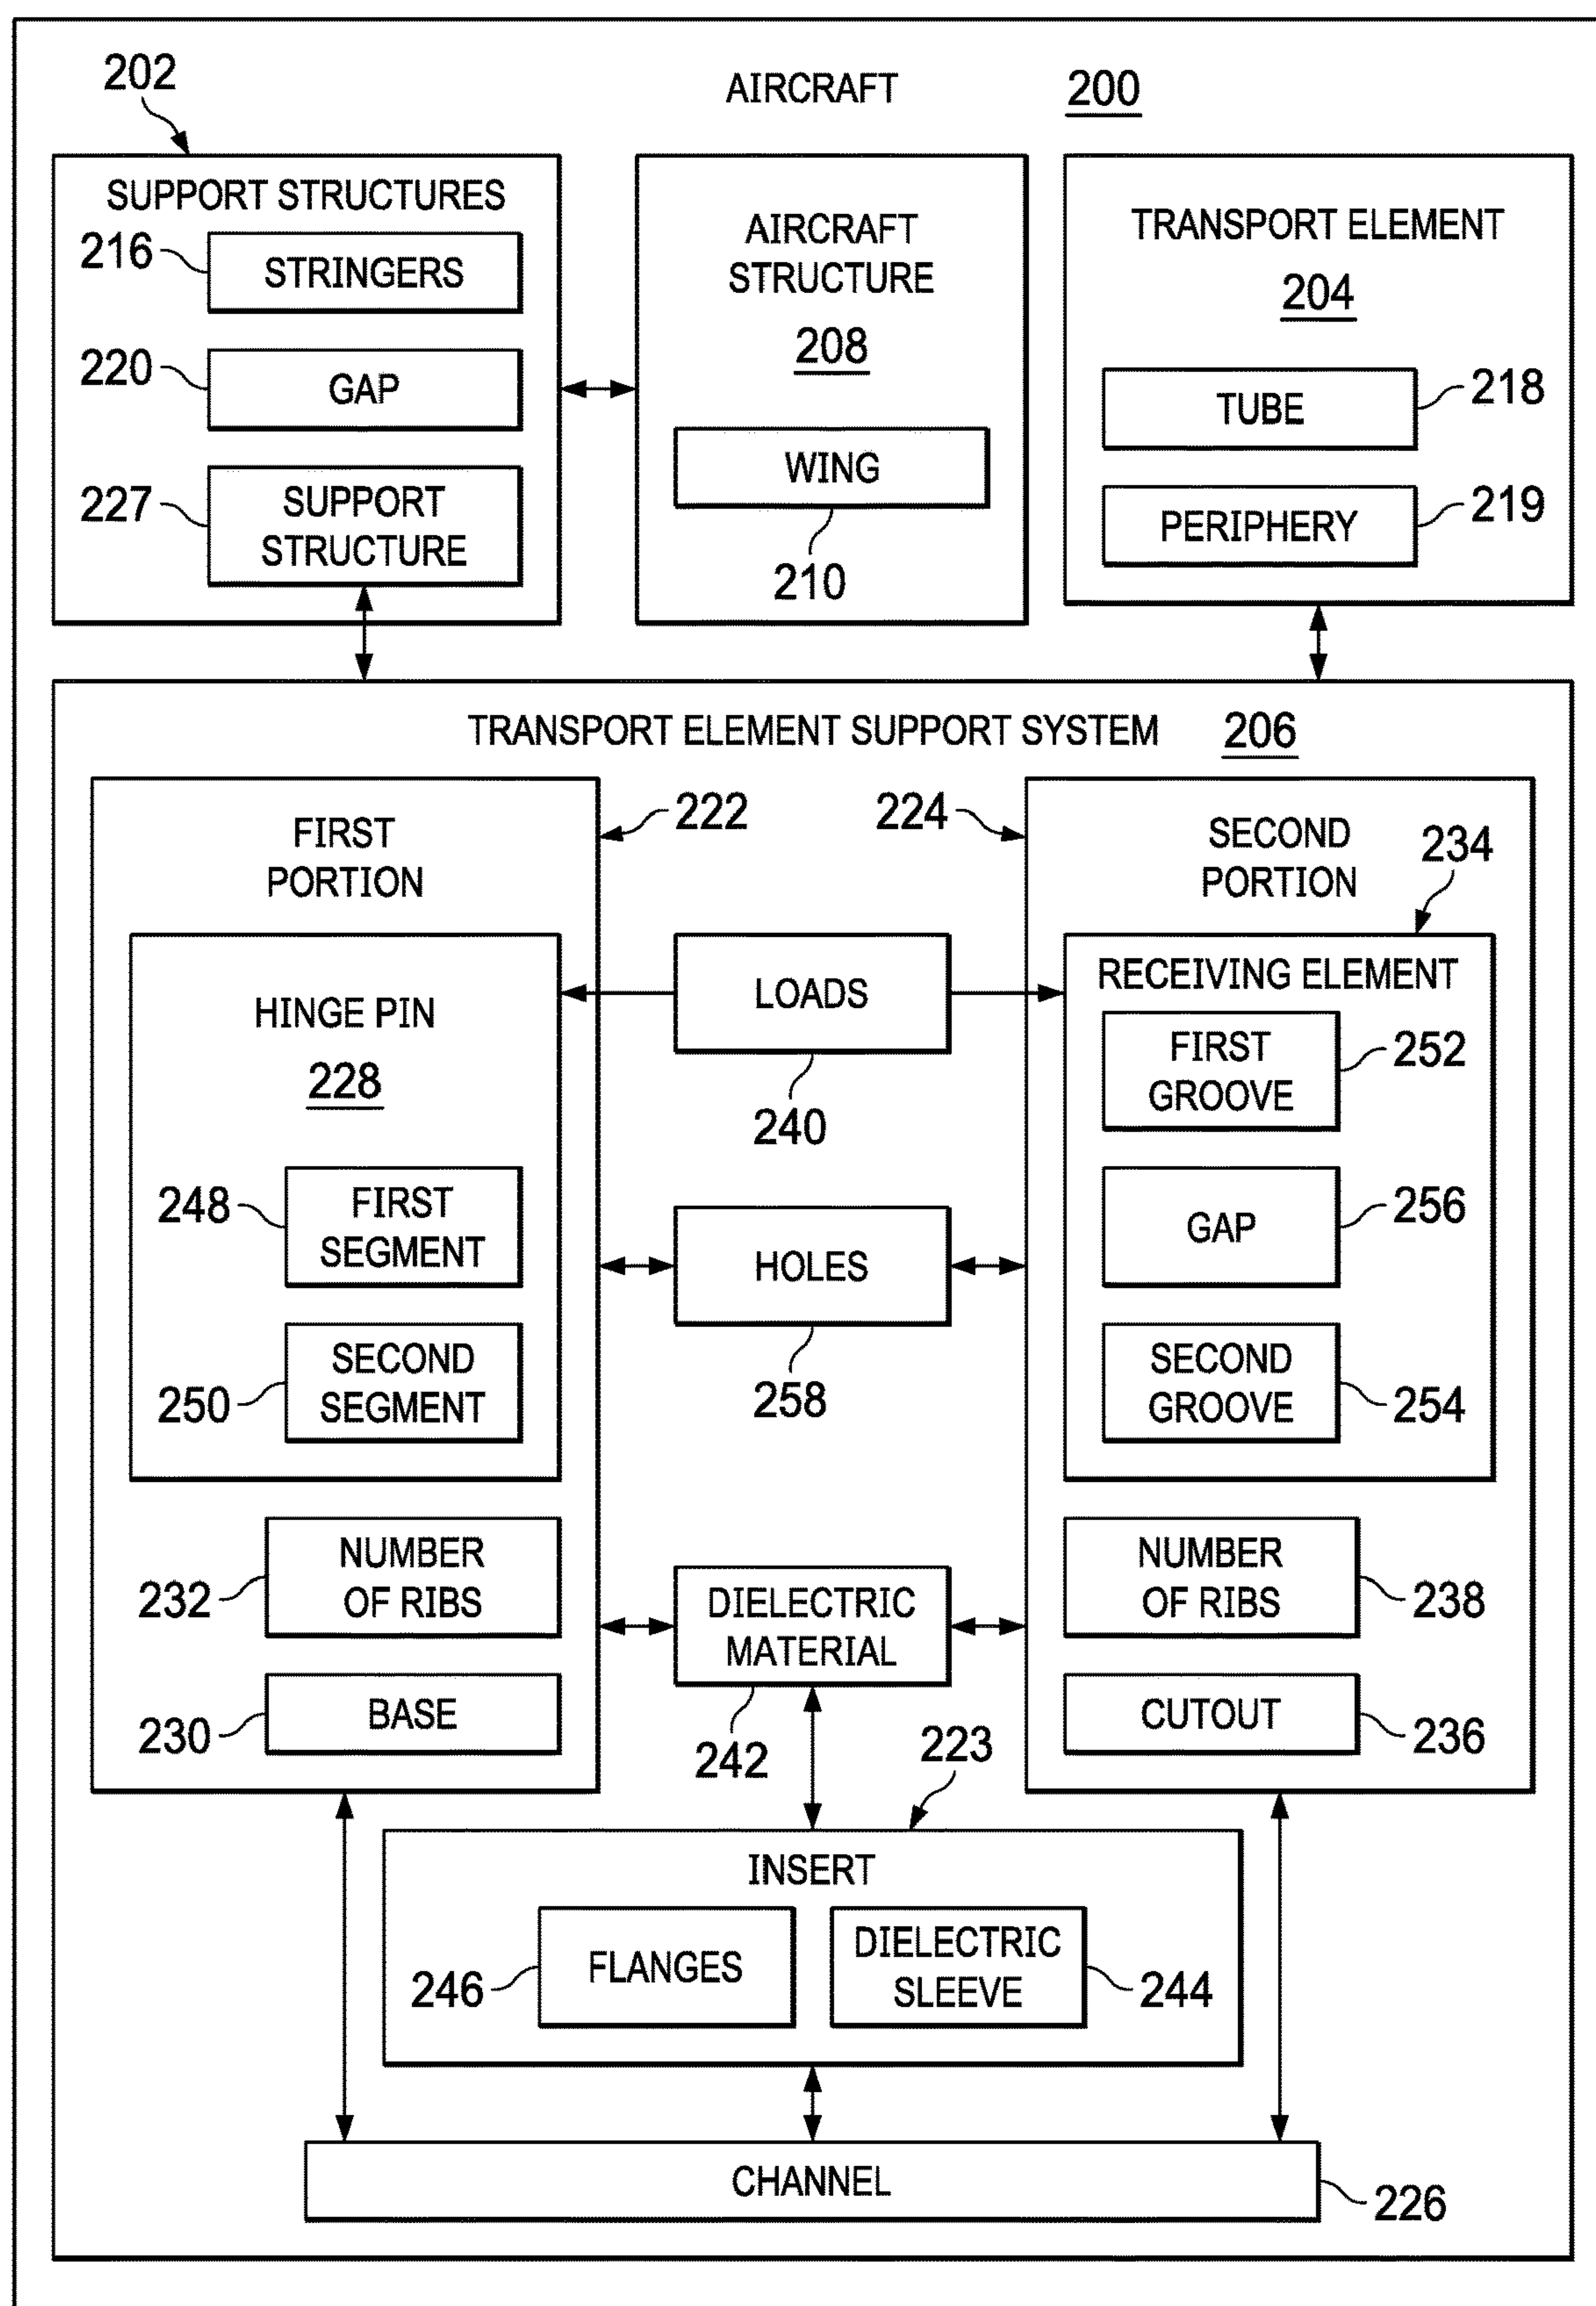 202
AIRCRAFT 200
SUPPORT STRUCTURES
216 STRINGERS
220 GAP
227 SUPPORT
STRUCTURE
AIRCRAFT
STRUCTURE
208
WING
210
TRANSPORT ELEMENT
204
TUBE 218
PERIPHERY 219
TRANSPORT ELEMENT SUPPORT SYSTEM 206
FIRST
PORTION
222
HINGE PIN
228
248 FIRST
SEGMENT
250 SECOND
SEGMENT
232 NUMBER
OF RIBS
230 BASE
LOADS
240
HOLES
258
DIELECTRIC
MATERIAL
242
224
SECOND
PORTION
234
RECEIVING ELEMENT
FIRST
GROOVE
252
GAP 256
SECOND
GROOVE
254
NUMBER
OF RIBS
238
CUTOUT 236
223
INSERT
246 FLANGES
DIELECTRIC
SLEEVE
244
CHANNEL 226